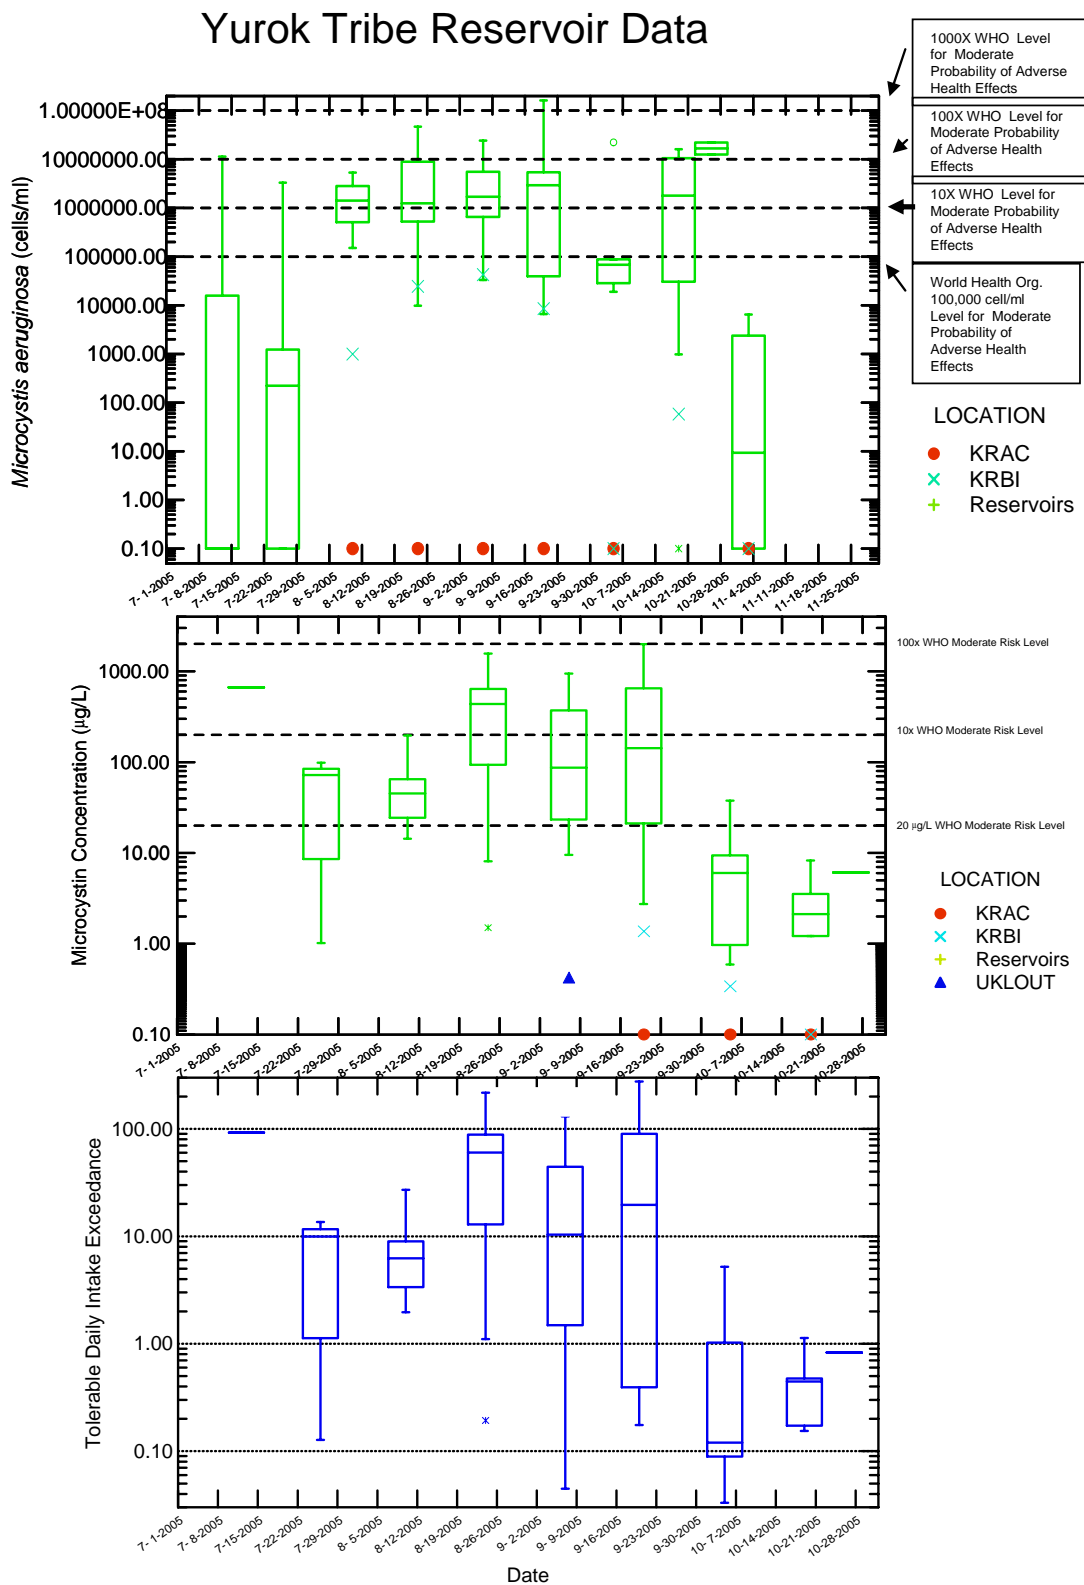 Yurok Tribe Reservoir Data
1000X WHO Level
for Moderate
Probability of Adverse
Health Effects
100X WHO Level for
Moderate Probability
of Adverse Health
Effects
10X WHO Level for
Moderate Probability
of Adverse Health
Effects
World Health Org.
100,000 cell/ml
Level for Moderate
Probability of
Adverse Health
Effects
Microcystis aeruginosa (cells/ml)
1.00000E+08
10000000.00
1000000.00
100000.00
10000.00
1000.00
100.00
10.00
1.00
0.10
7- 1-2005
7- 8-2005
7-15-2005
7-22-2005
7-29-2005
8- 5-2005
8-12-2005
8-19-2005
8-26-2005
9- 2-2005
9- 9-2005
9-16-2005
9-23-2005
9-30-2005
10- 7-2005
10-14-2005
10-21-2005
10-28-2005
11- 4-2005
11-11-2005
11-18-2005
11-25-2005
LOCATION
KRAC
KRBI
Reservoirs
Microcystin Concentration (µg/L)
1000.00
100.00
10.00
1.00
0.10
100x WHO Moderate Risk Level
10x WHO Moderate Risk Level
20 µg/L WHO Moderate Risk Level
7- 1-2005
7- 8-2005
7-15-2005
7-22-2005
7-29-2005
8- 5-2005
8-12-2005
8-19-2005
8-26-2005
9- 2-2005
9- 9-2005
9-16-2005
9-23-2005
9-30-2005
10- 7-2005
10-14-2005
10-21-2005
10-28-2005
LOCATION
KRAC
KRBI
Reservoirs
UKLOUT
Tolerable Daily Intake Exceedance
100.00
10.00
1.00
0.10
7- 1-2005
7- 8-2005
7-15-2005
7-22-2005
7-29-2005
8- 5-2005
8-12-2005
8-19-2005
8-26-2005
9- 2-2005
9- 9-2005
9-16-2005
9-23-2005
9-30-2005
10- 7-2005
10-14-2005
10-21-2005
10-28-2005
Date